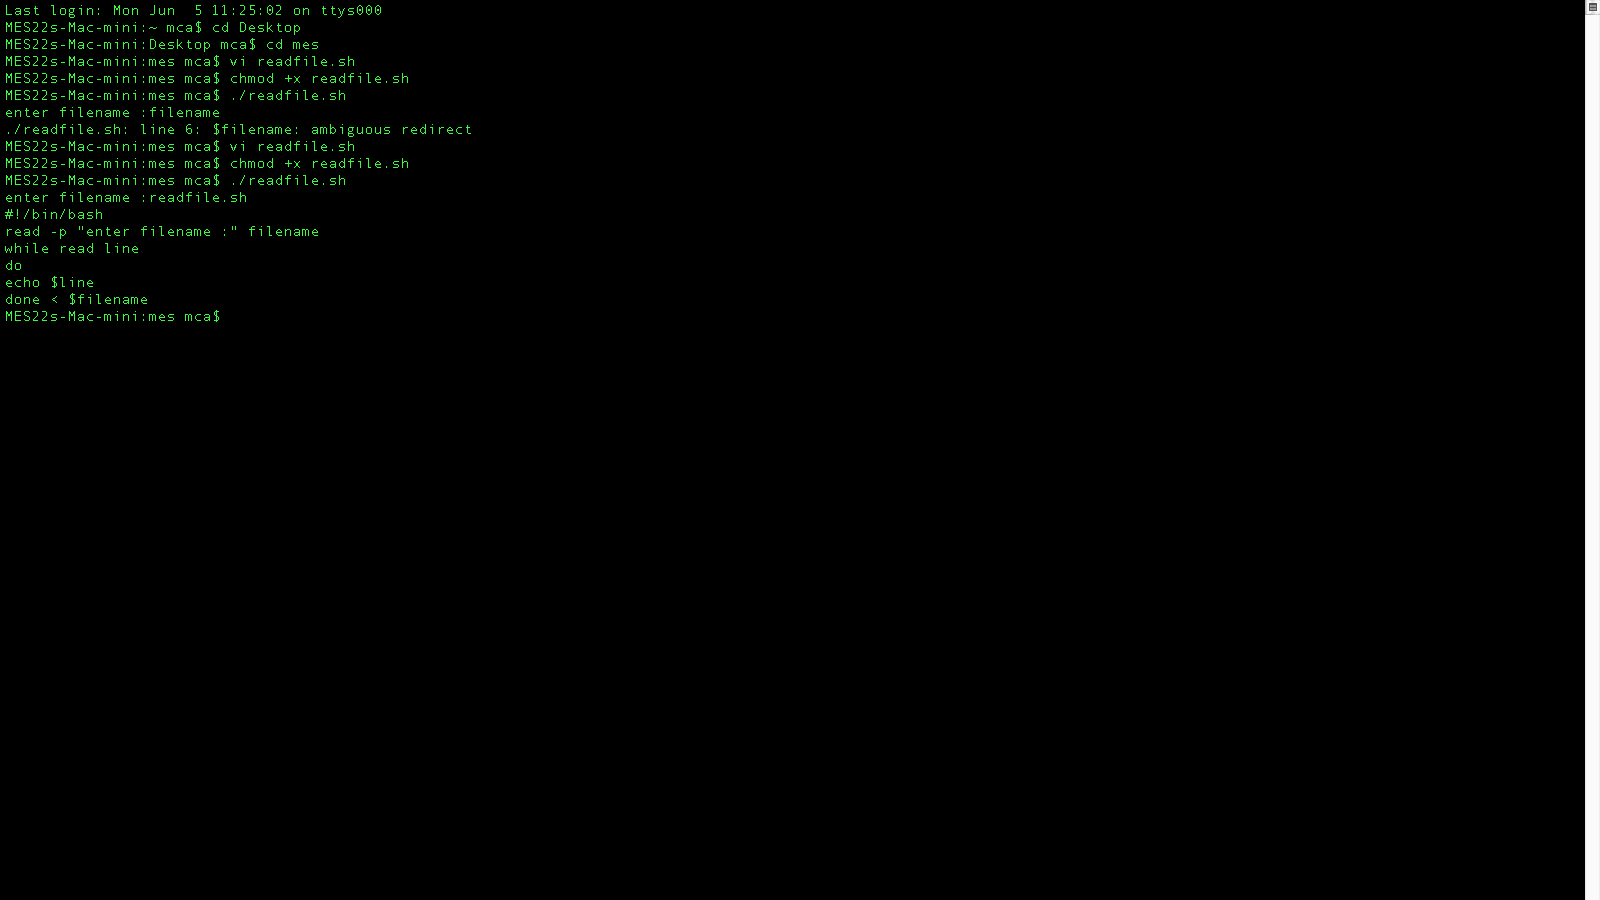 Last login: Mon Jun  5 11:25:02 on ttys000
MES22s-Mac-mini:~ mca$ cd Desktop
MES22s-Mac-mini:Desktop mca$ cd mes
MES22s-Mac-mini:mes mca$ vi readfile.sh
MES22s-Mac-mini:mes mca$ chmod +x readfile.sh
MES22s-Mac-mini:mes mca$ ./readfile.sh
enter filename :filename
./readfile.sh: line 6: $filename: ambiguous redirect
MES22s-Mac-mini:mes mca$ vi readfile.sh
MES22s-Mac-mini:mes mca$ chmod +x readfile.sh
MES22s-Mac-mini:mes mca$ ./readfile.sh
enter filename :readfile.sh
#!/bin/bash
read -p "enter filename :" filename
while read line
do
echo $line
done < $filename
MES22s-Mac-mini:mes mca$